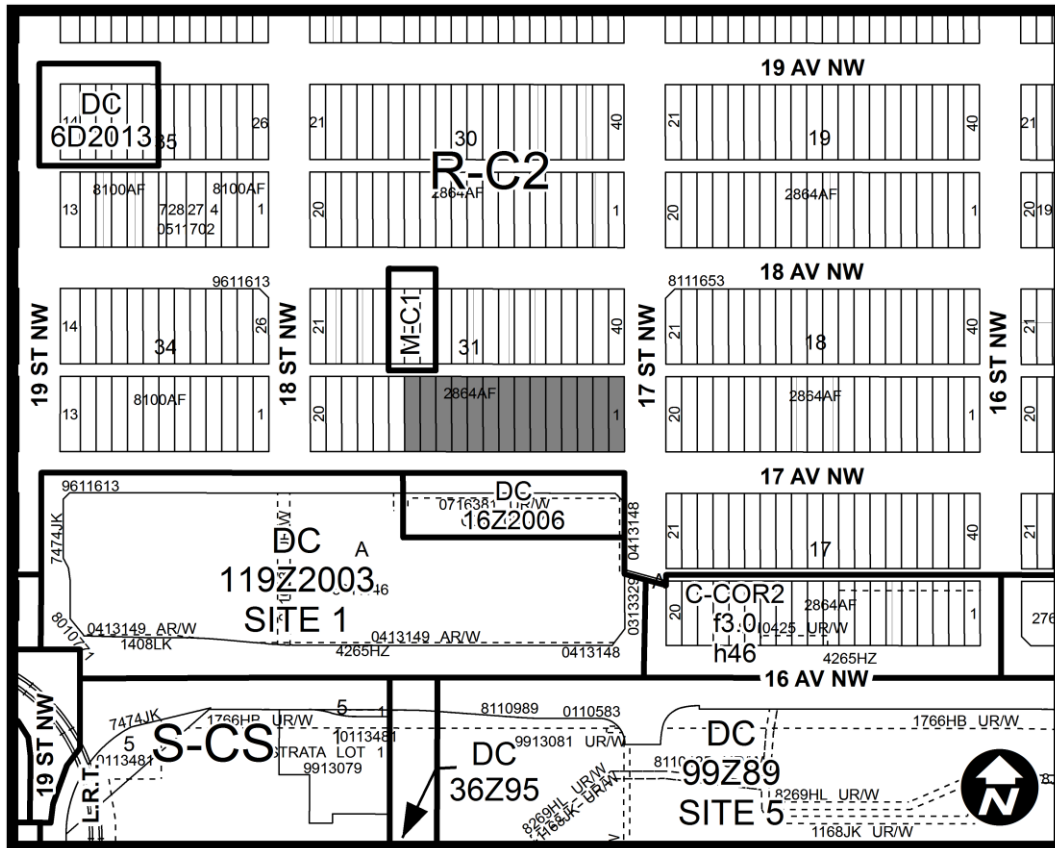 19 AV NW
DC
6D2013
14
35
26
21
30
40
21
19
40
21
R-C2
8100AF
8100AF
2864AF
2864AF
13
7 28 27 4
1
0511702
20
1
20
1
20
19
18 AV NW
9611613
8111653
14
34
26
21
M-C1
31
40
21
18
40
21
19 ST NW
18 ST NW
17 ST NW
16 ST NW
13
8100AF
1
20
2864AF
1
20
2864AF
1
20
17 AV NW
9611613
DC
16Z2006
0716381 UR/W
0413148
7474JK
21
17
40
21
DC
119Z2003
SITE 1
A
A
8010771
0413149 AR/W
1408LK
0413149 AR/W
4265HZ
0413148
0313329
C-COR2
f3.0
h46
20
2864AF
1
276
4265HZ
16 AV NW
19 ST NW
L.R.T.
7474JK
5
S-CS
1766HB UR/W
5
1
STRATA LOT 1
9913079
8110989
0110583
DC
36Z95
9913081 UR/W
8269HL UR/W
1168JK UR/W
DC
99Z89
SITE 5
1766HB UR/W
8269HL UR/W
1168JK UR/W
N